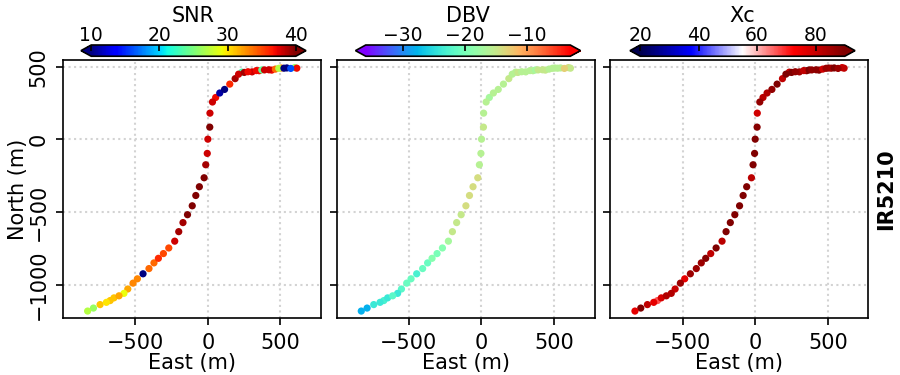 SNR DBV Xc
10 20 30 40 −30 −20 −10 20 40 60 80
500
0
−500
−1000
North (m)
−500 0 500 −500 0 500 −500 0 500
East (m) East (m) East (m)
IR5210